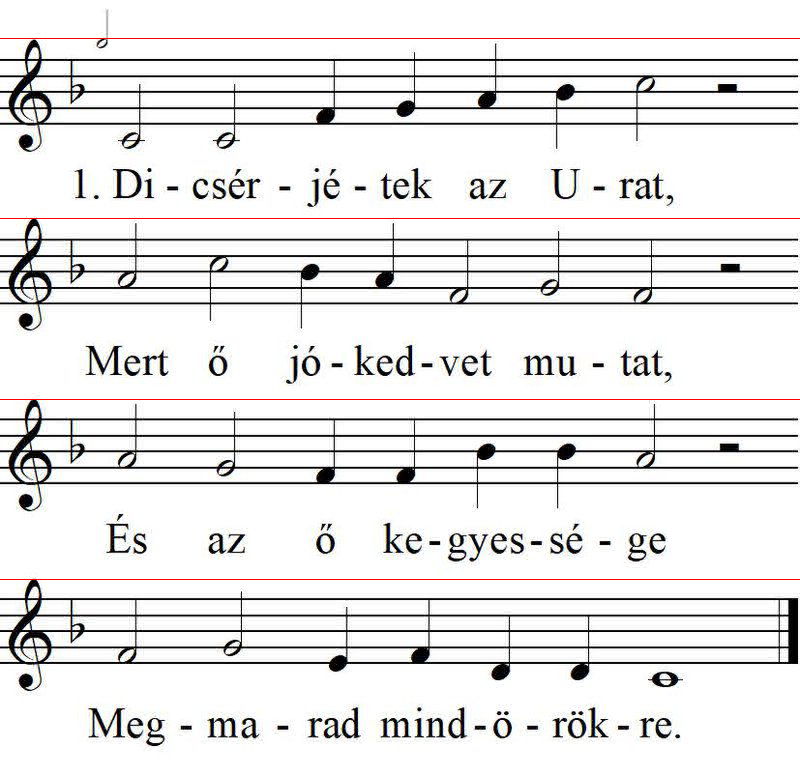 1. Di - csér - jé - tek az U - rat,
Mert ő jó - ked - vet mu - tat,
És az ő ke - gyes - sé - ge
Meg - ma - rad mind - ö - rök - re.